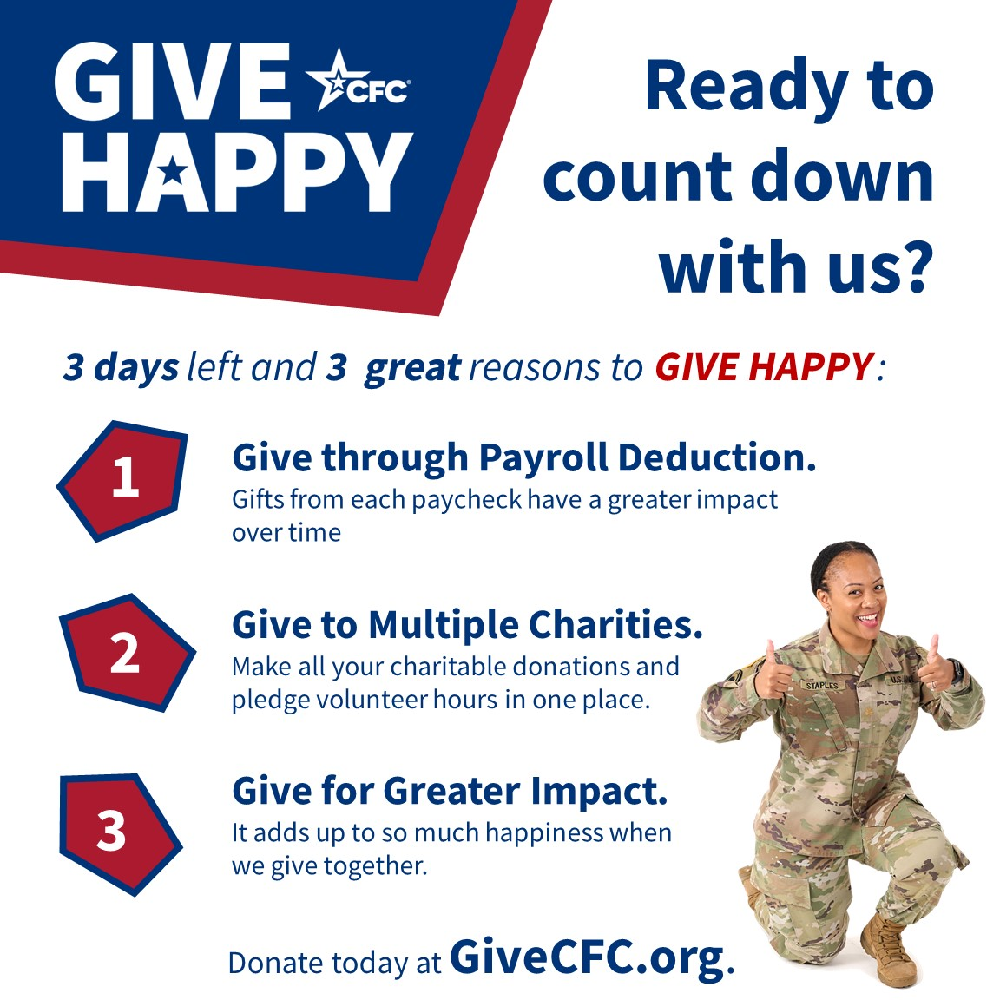 GIVE CFC®
HAPPY
Ready to
count down
with us?
3 days left and 3 great reasons to GIVE HAPPY:
1
Give through Payroll Deduction.
Gifts from each paycheck have a greater impact
over time
2
Give to Multiple Charities.
Make all your charitable donations and
pledge volunteer hours in one place.
STAPLES
3
Give for Greater Impact.
It adds up to so much happiness when
we give together.
Donate today at GiveCFC.org.